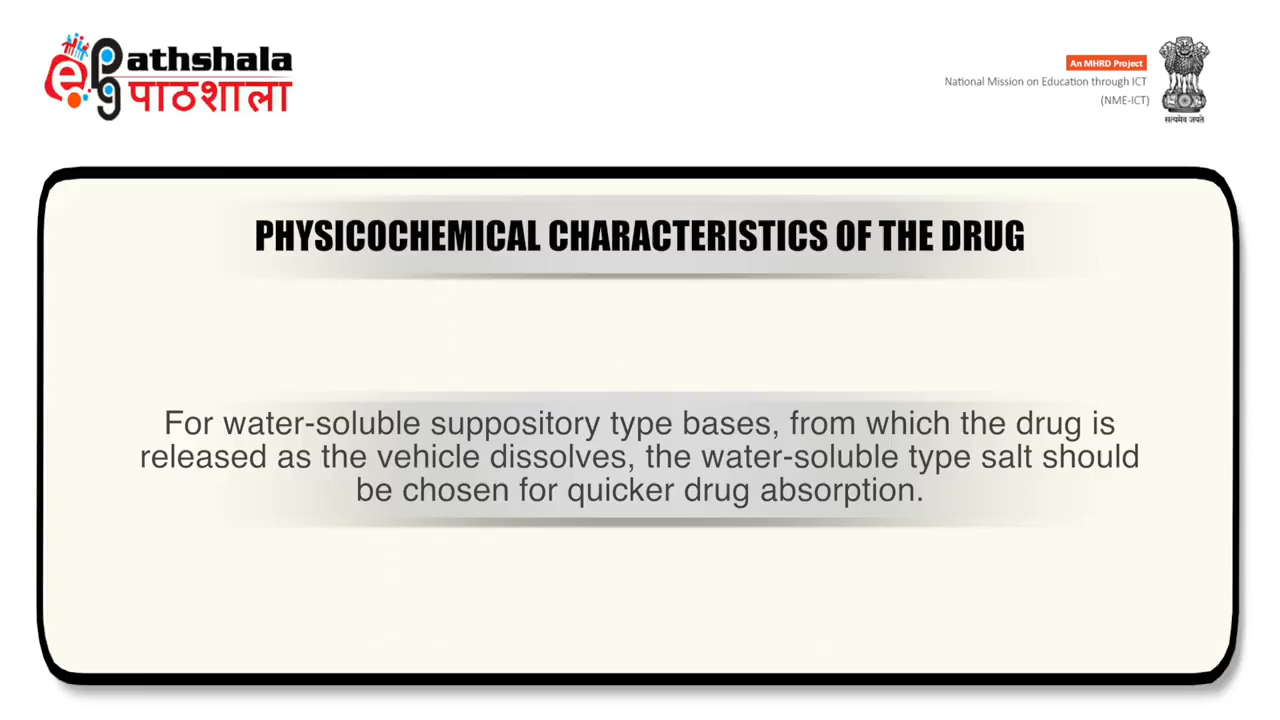 e pg Pathshala
पाठशाला
An MHRD Project
National Mission on Education through ICT
(NME-ICT)
सत्यमेव जयते
PHYSICOCHEMICAL CHARACTERISTICS OF THE DRUG
For water-soluble suppository type bases, from which the drug is
released as the vehicle dissolves, the water-soluble type salt should
be chosen for quicker drug absorption.